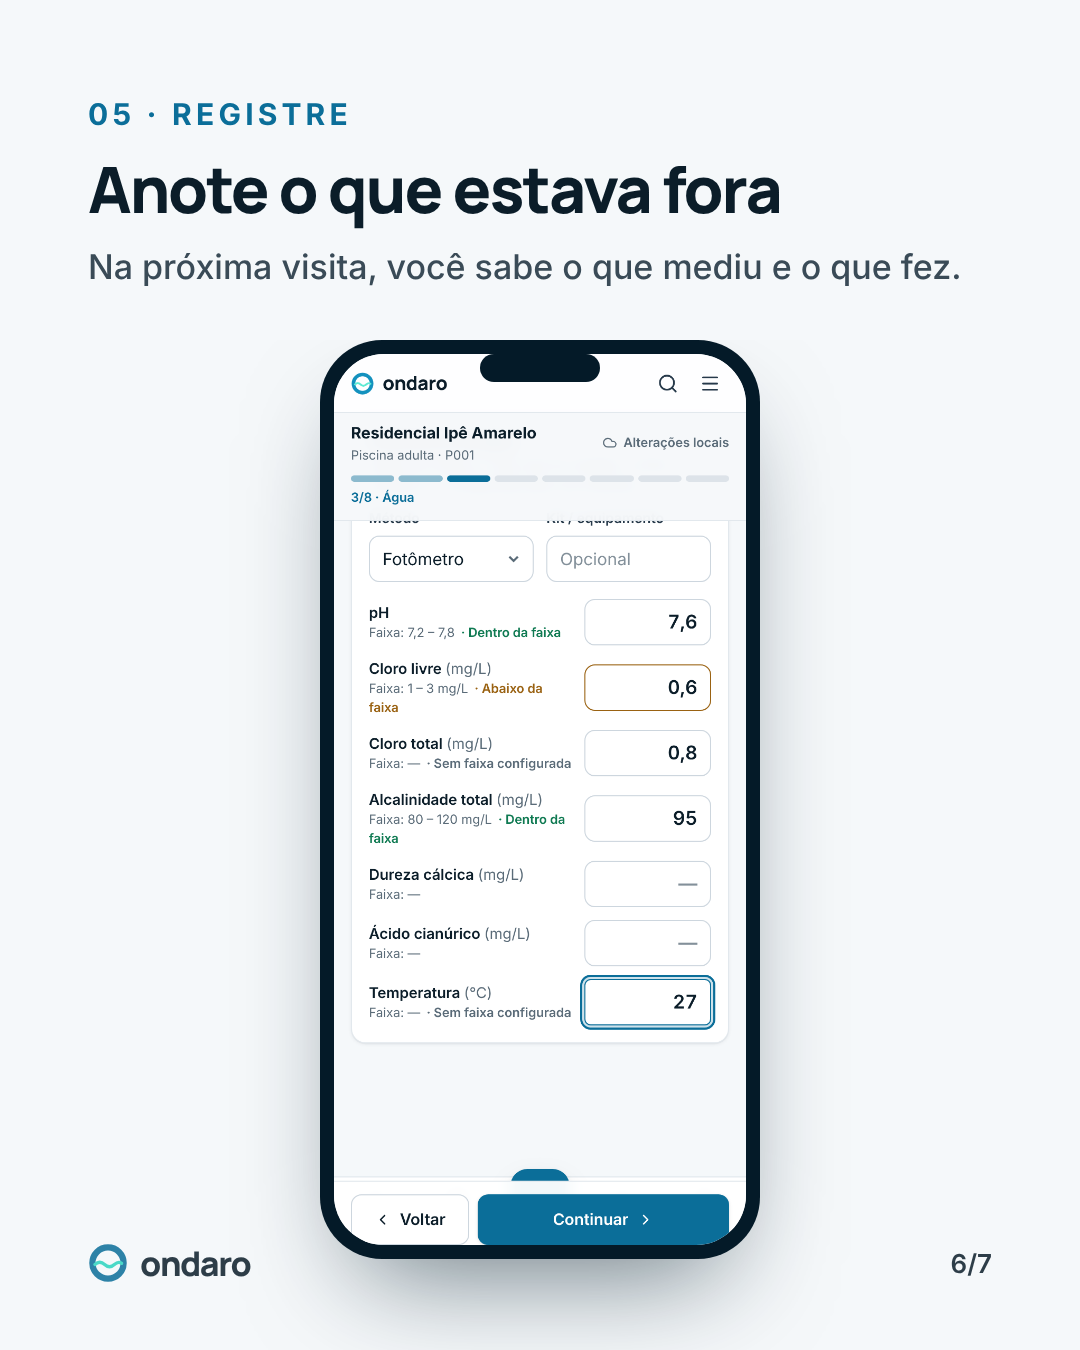 05 · REGISTRE
Anote o que estava fora
Na próxima visita, você sabe o que mediu e o que fez.
ondaro
Residencial Ipê Amarelo
Alterações locais
Piscina adulta · P001
3/8 · Água
Método
Kit / equipamento
Fotômetro
Opcional
pH
Faixa: 7,2 – 7,8 · Dentro da faixa
7,6
Cloro livre (mg/L)
Faixa: 1 – 3 mg/L · Abaixo da
faixa
0,6
Cloro total (mg/L)
Faixa: — · Sem faixa configurada
0,8
Alcalinidade total (mg/L)
Faixa: 80 – 120 mg/L · Dentro da
faixa
95
Dureza cálcica (mg/L)
Faixa: —
—
Ácido cianúrico (mg/L)
Faixa: —
—
Temperatura (°C)
Faixa: — · Sem faixa configurada
27
Voltar
Continuar
ondaro
6/7